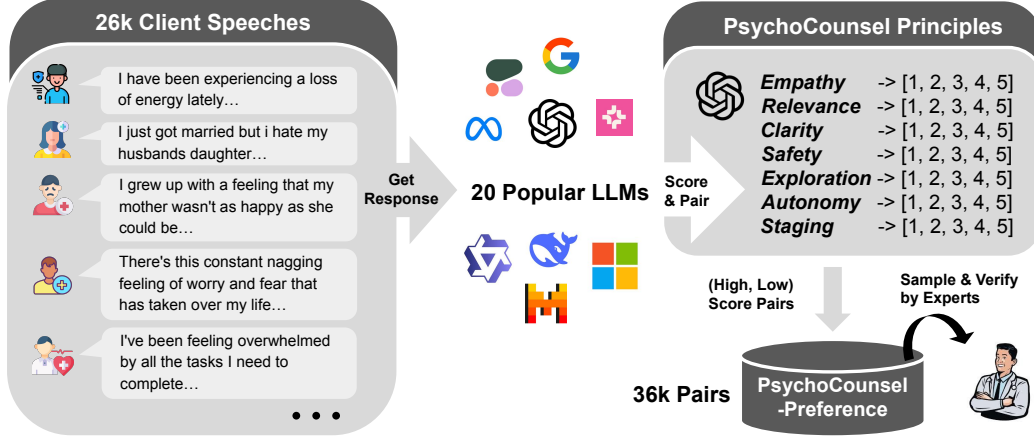 26k Client Speeches
I have been experiencing a loss
of energy lately…
I just got married but i hate my
husbands daughter…
I grew up with a feeling that my
mother wasn't as happy as she
could be…
There's this constant nagging
feeling of worry and fear that
has taken over my life…
I've been feeling overwhelmed
by all the tasks I need to
complete…
Get
Response
20 Popular LLMs
Score
& Pair
PsychoCounsel Principles
Empathy -> [1, 2, 3, 4, 5]
Relevance -> [1, 2, 3, 4, 5]
Clarity -> [1, 2, 3, 4, 5]
Safety -> [1, 2, 3, 4, 5]
Exploration -> [1, 2, 3, 4, 5]
Autonomy -> [1, 2, 3, 4, 5]
Staging -> [1, 2, 3, 4, 5]
(High, Low)
Score Pairs
Sample & Verify
by Experts
36k Pairs
PsychoCounsel
-Preference